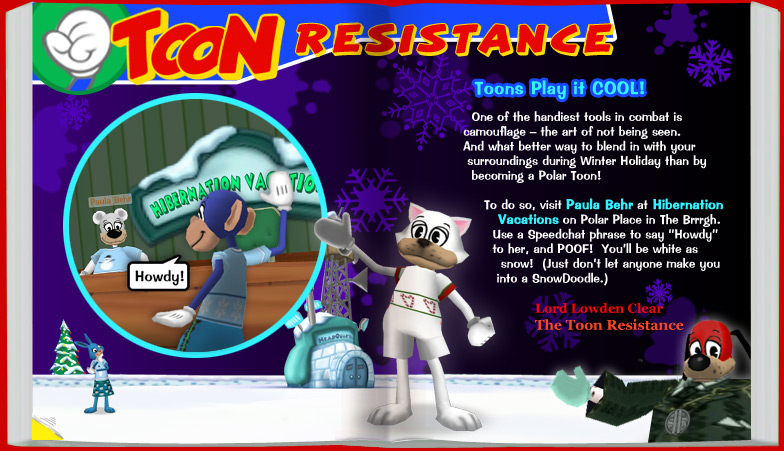 TOON RESISTANCE
Toons Play it COOL!
One of the handiest tools in combat is
camouflage – the art of not being seen.
And what better way to blend in with your
surroundings during Winter Holiday than by
becoming a Polar Toon!
To do so, visit Paula Behr at Hibernation
Vacations on Polar Place in The Brrrgh.
Use a Speedchat phrase to say "Howdy"
to her, and POOF! You'll be white as
snow! (Just don't let anyone make you
into a SnowDoodle.)
Lord Lowden Clear
The Toon Resistance
HIBERNATION VACATIO
Paula Behr
Howdy!